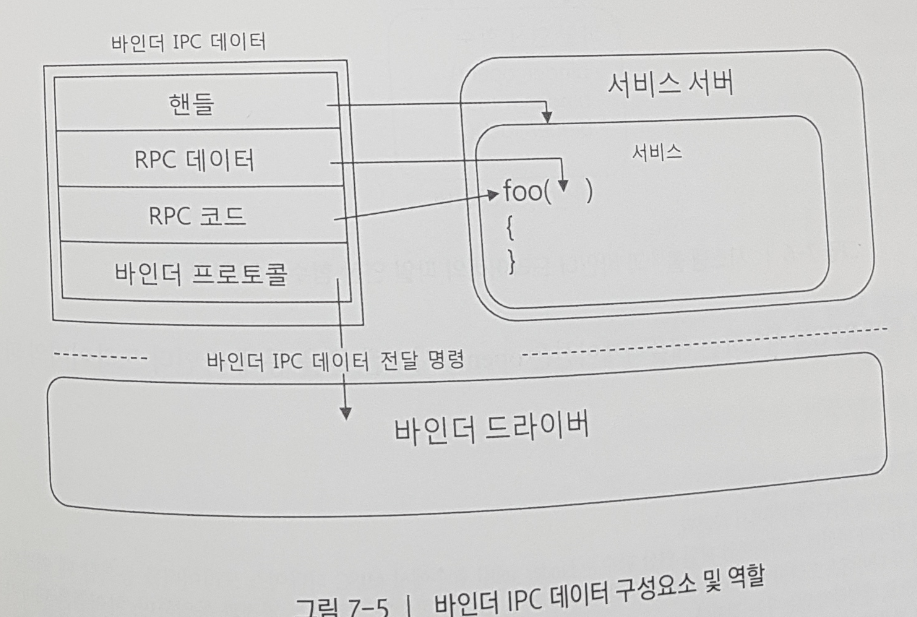 바인더 IPC 데이터
핸들
RPC 데이터
RPC 코드
바인더 프로토콜
서비스 서버
서비스
foo( )
{
}
바인더 IPC 데이터 전달 명령
바인더 드라이버
그림 7-5 | 바인더 IPC 데이터 구성요소 및 역할